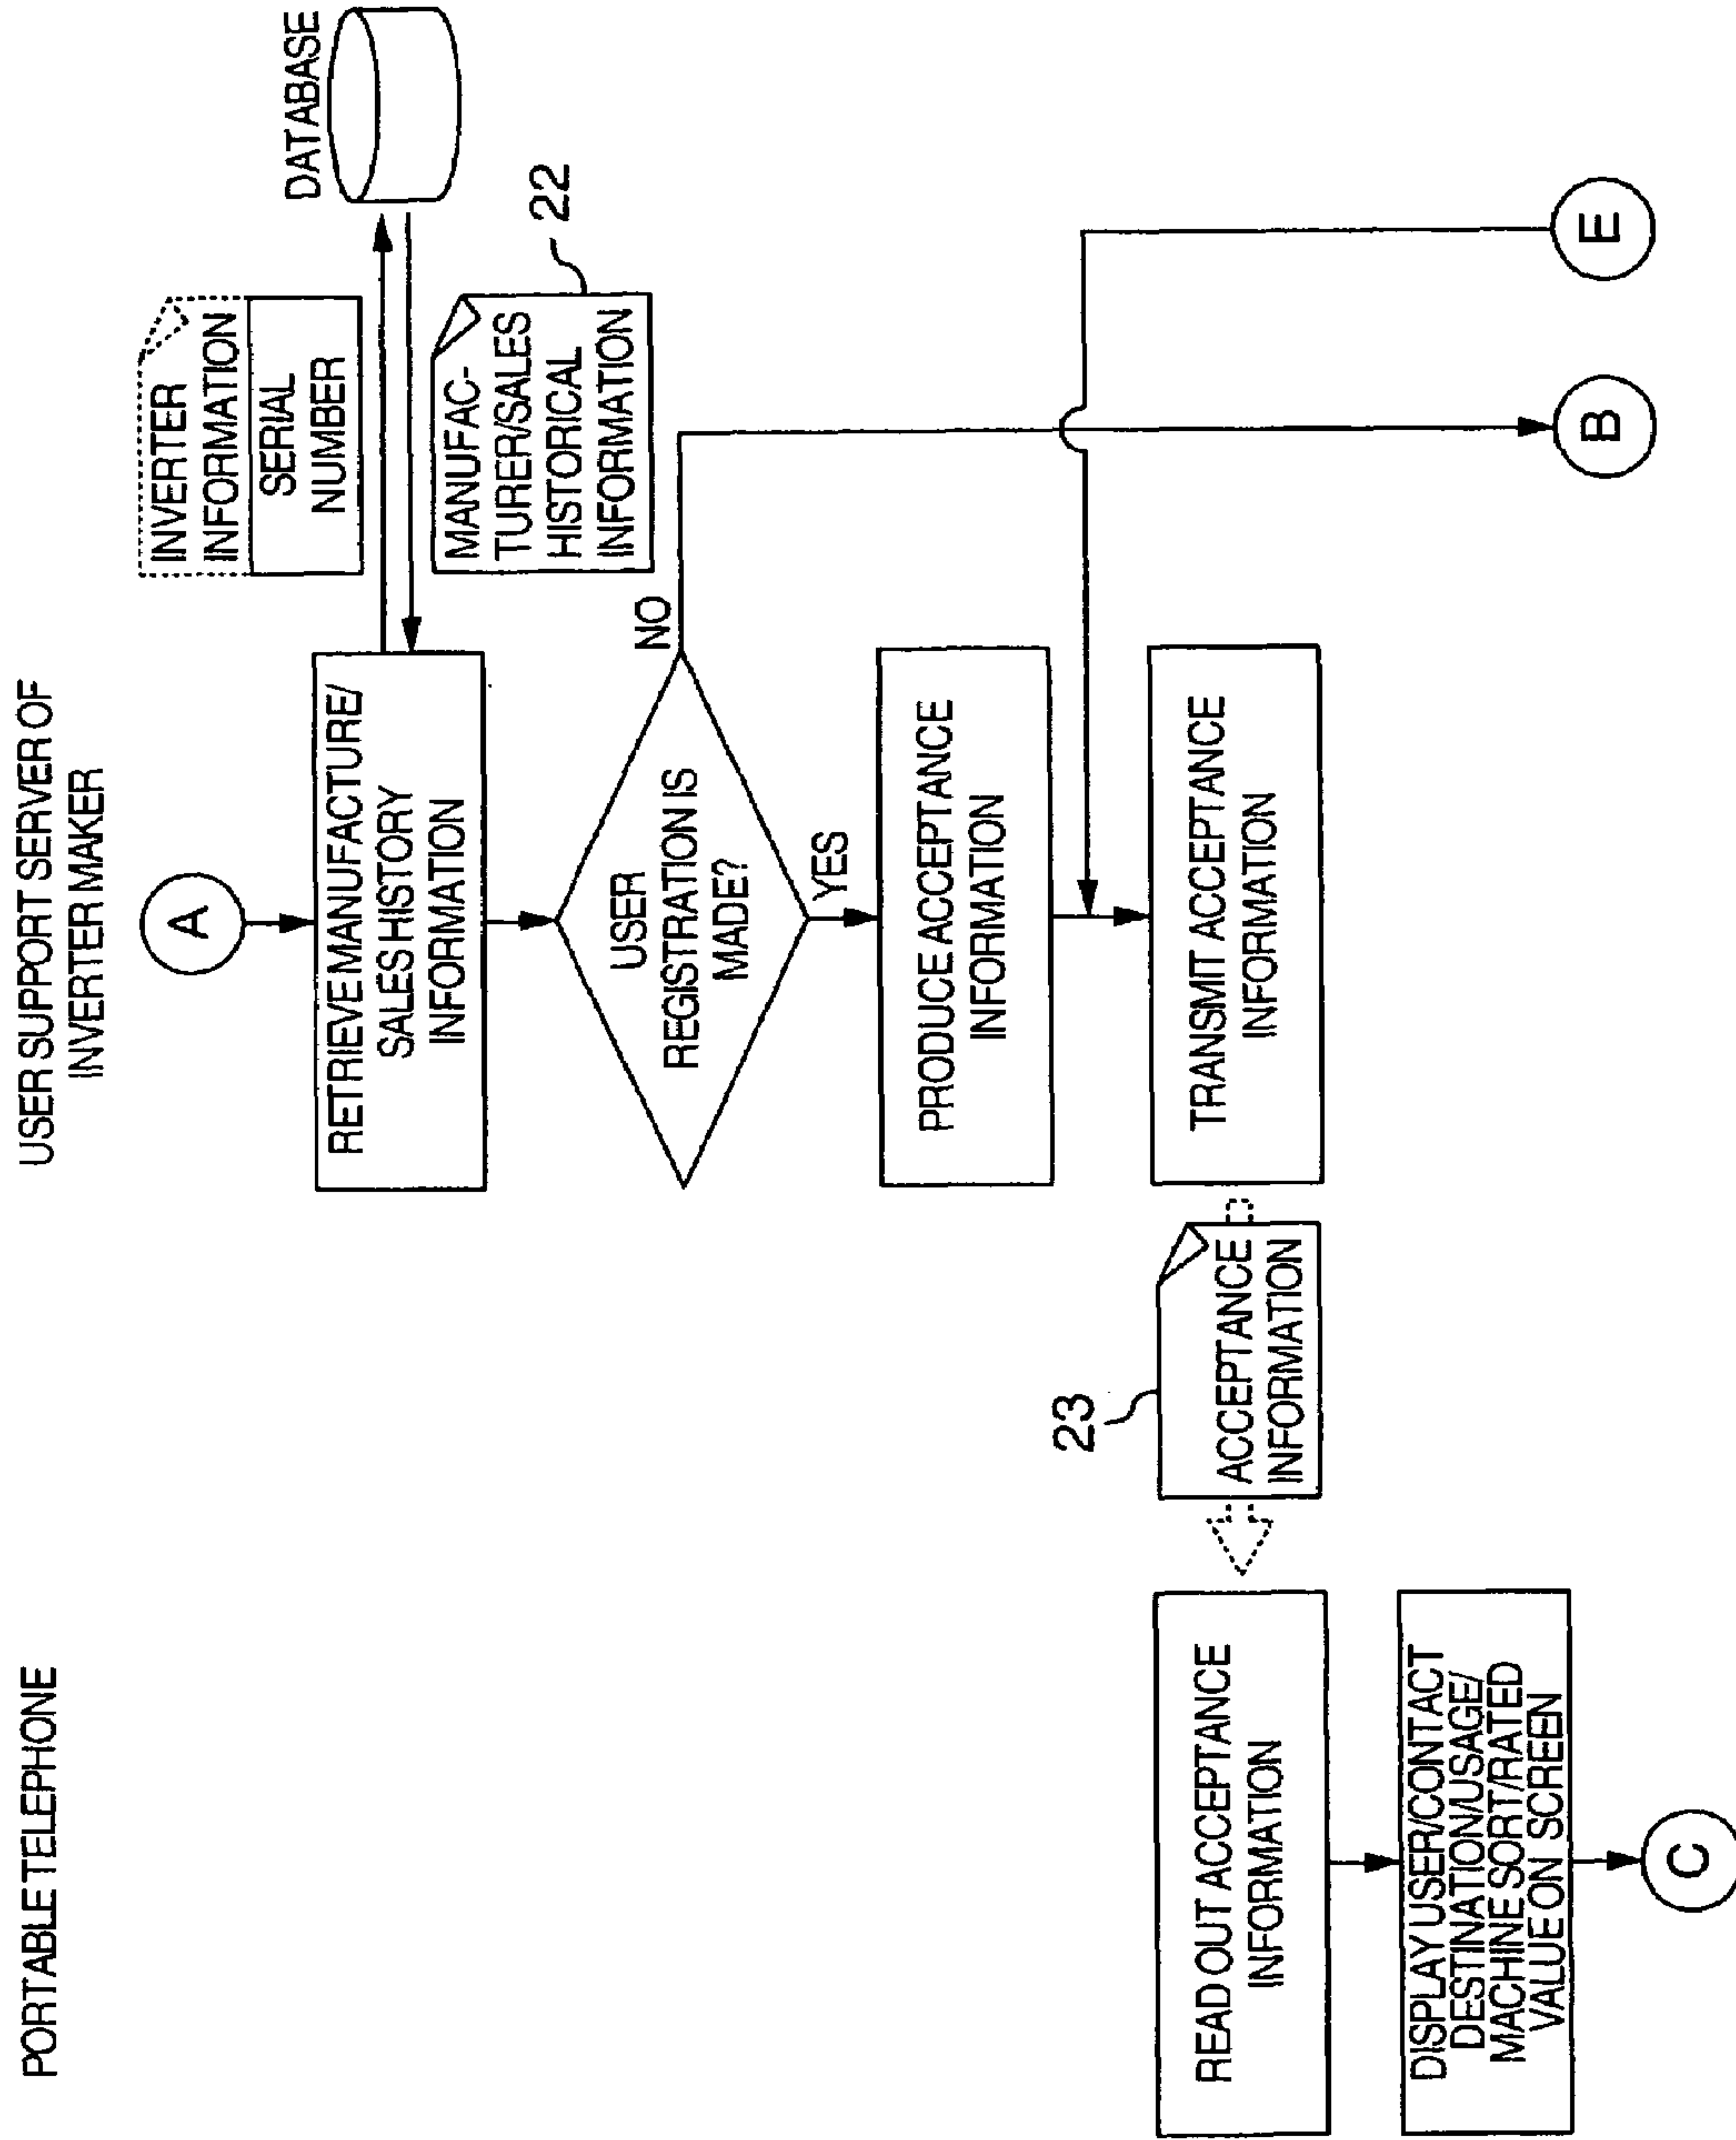 PORTABLE TELEPHONE
USER SUPPORT SERVER OF
INVERTER MAKER
A
RETRIEVE MANUFACTURE/
SALES HISTORY
INFORMATION
INVERTER
INFORMATION
SERIAL
NUMBER
DATABASE
MANUFAC-
TURER/SALES
HISTORICAL
INFORMATION
22
USER
REGISTRATION IS
MADE?
NO
YES
PRODUCE ACCEPTANCE
INFORMATION
TRANSMIT ACCEPTANCE
INFORMATION
23
ACCEPTANCE
INFORMATION
READ OUT ACCEPTANCE
INFORMATION
DISPLAY USER/CONTACT
DESTINATION/USAGE/
MACHINE SORT/RATED
VALUE ON SCREEN
C
B
E